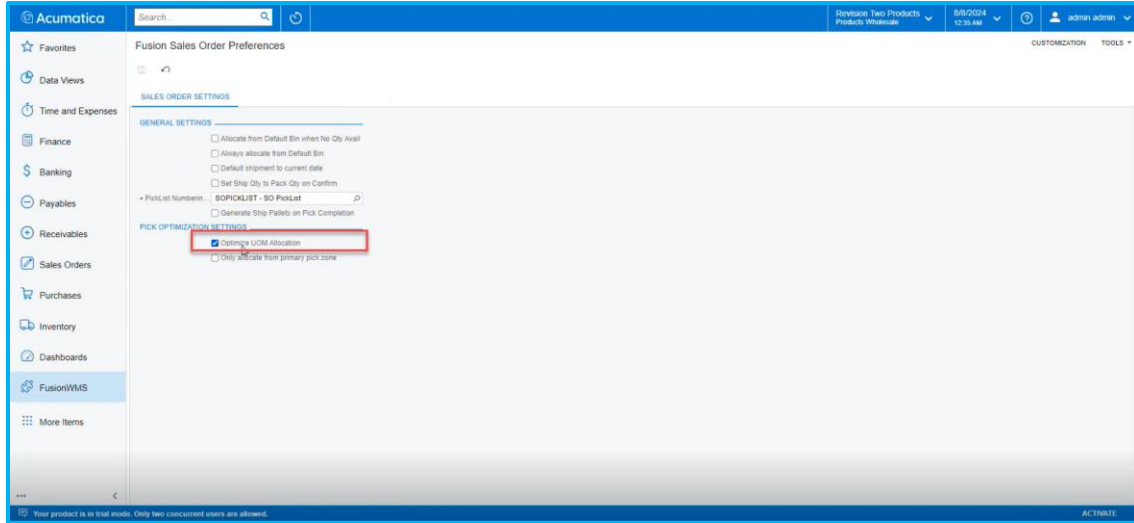 Acumatica
Search...
Revision Two Products
Products Wholesale
8/8/2024
12:35 AM
admin admin
Favorites
Data Views
Time and Expenses
Finance
Banking
Payables
Receivables
Sales Orders
Purchases
Inventory
Dashboards
FusionWMS
More Items
Fusion Sales Order Preferences
CUSTOMIZATION TOOLS
SALES ORDER SETTINGS
GENERAL SETTINGS
Allocate from Default Bin when No Qty Avail
Always allocate from Default Bin
Default shipment to current date
Set Ship Qty to Pack Qty on Confirm
PickList Numberin... SOPICKLIST - SO PickList
Generate Ship Pallets on Pick Completion
PICK OPTIMIZATION SETTINGS
Optimize UOM Allocation
Only allocate from primary pick zone
Your product is in trial mode. Only two concurrent users are allowed.
ACTIVATE